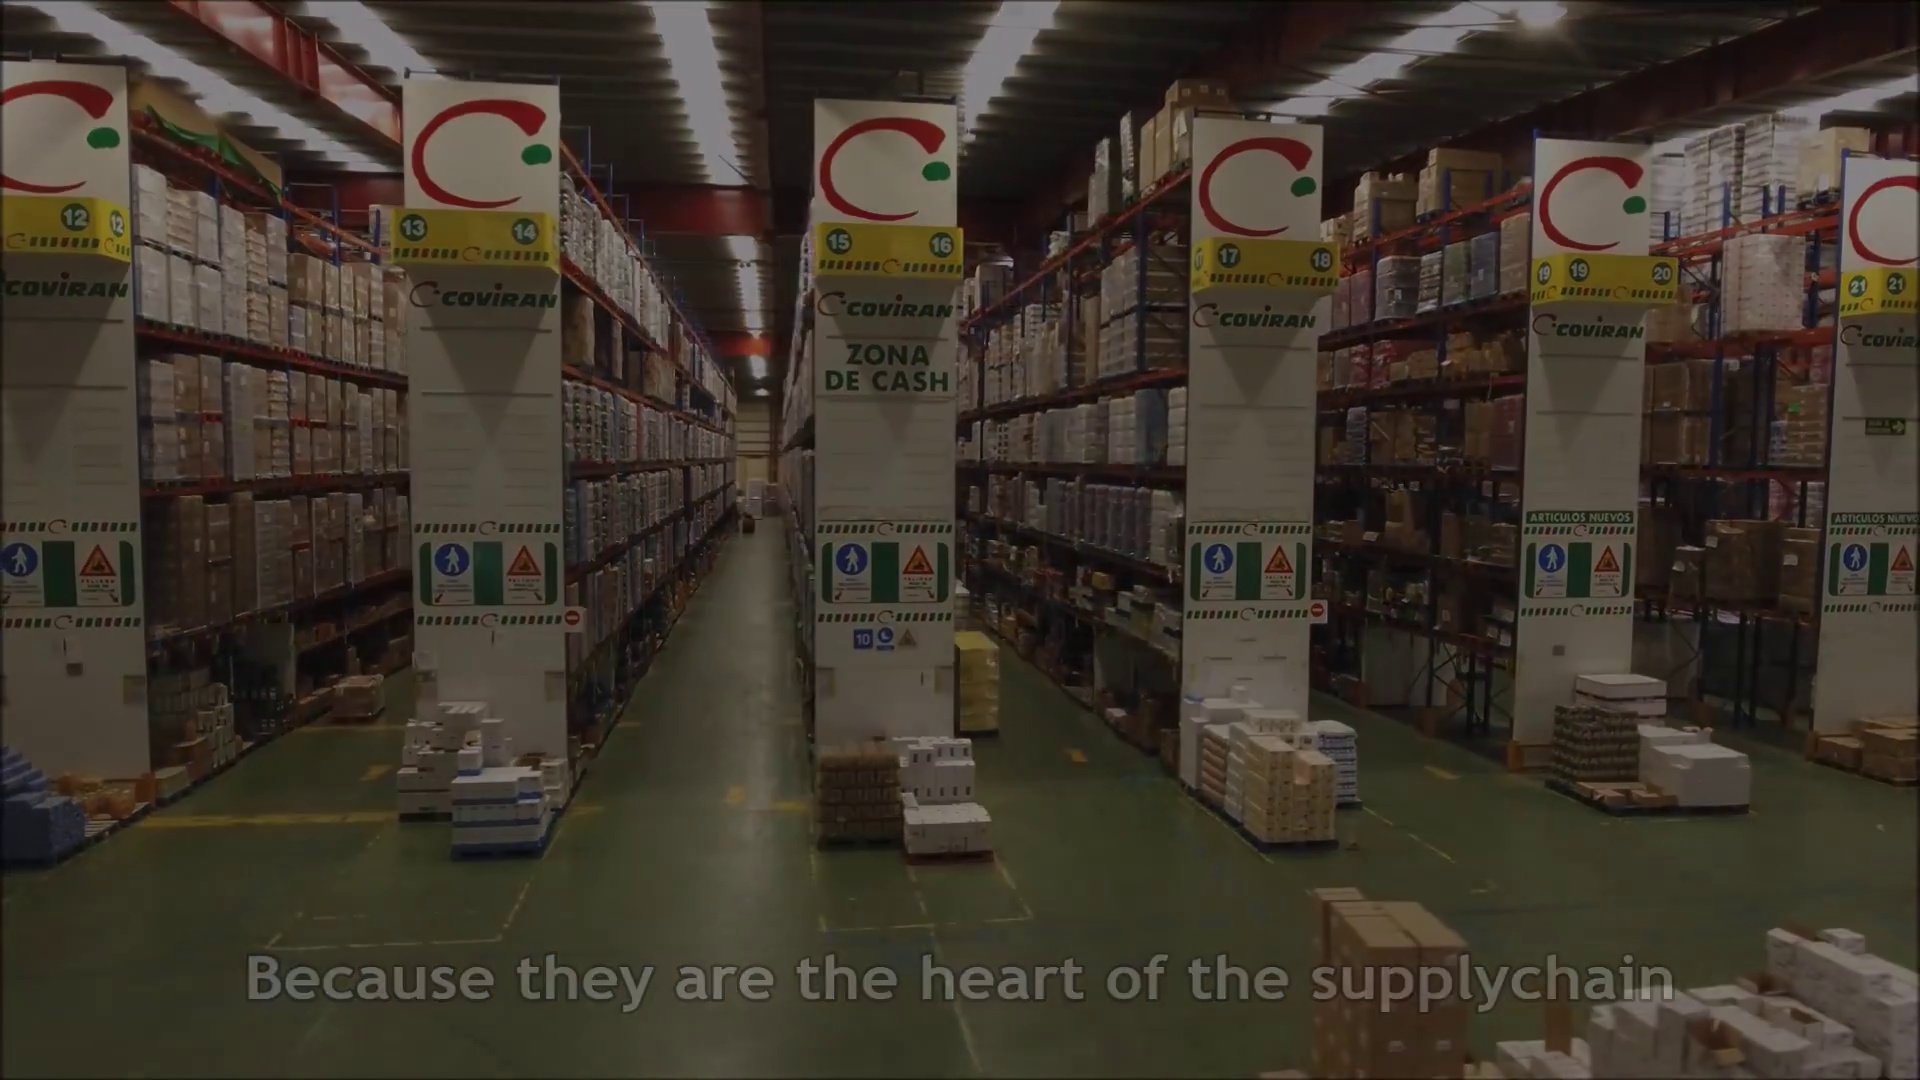 12
12
13
14
15
16
17
18
19
19
20
21
21
COVIRAN
COVIRAN
COVIRAN
COVIRAN
COVIRAN
COVIRAN
ZONA
DE CASH
ARTICULOS NUEVOS
ARTICULOS NUEVOS
PELIGRO
10
Because they are the heart of the supplychain